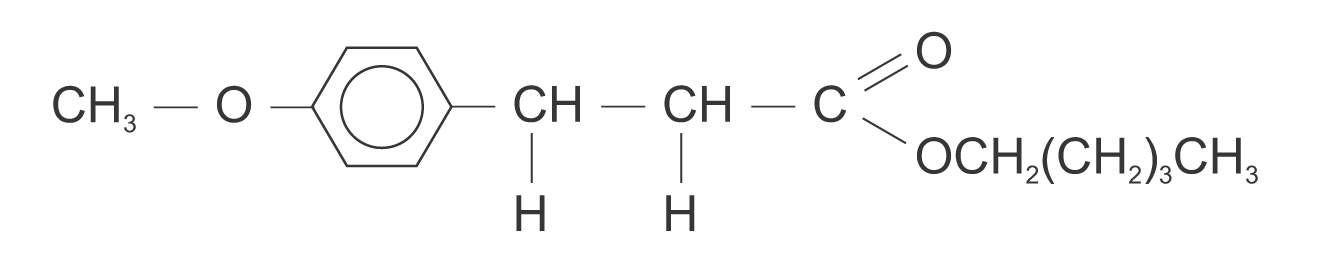 O
CH₃ O CH CH C
OCH₂(CH₂)₃CH₃
H H